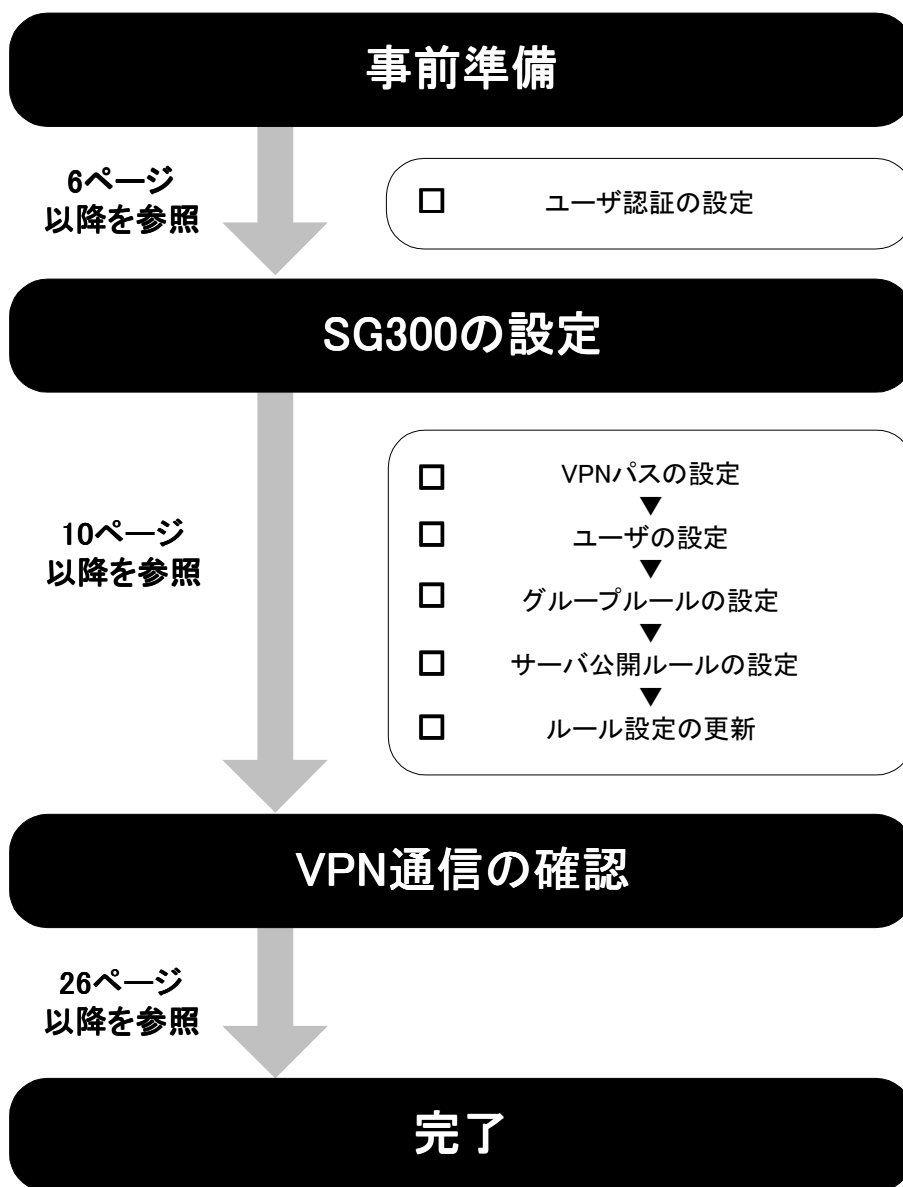 事前準備
6ページ
以降を参照
□ ユーザ認証の設定
SG300の設定
10ページ
以降を参照
□ VPNパスの設定
▼
□ ユーザの設定
▼
□ グループルールの設定
▼
□ サーバ公開ルールの設定
▼
□ ルール設定の更新
VPN通信の確認
26ページ
以降を参照
完了